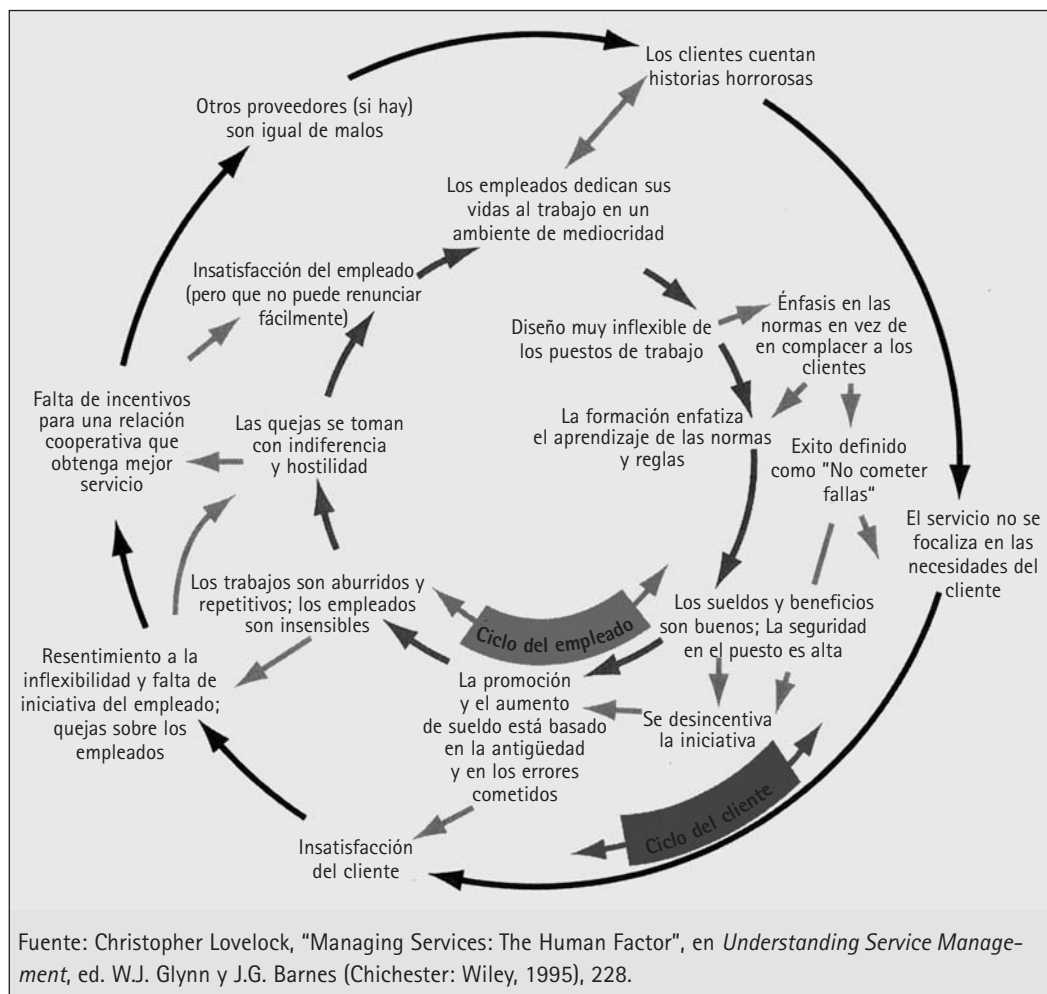 Los clientes cuentan
historias horrorosas
Otros proveedores (si hay)
son igual de malos
Los empleados dedican sus
vidas al trabajo en un
ambiente de mediocridad
Insatisfacción del empleado
(pero que no puede renunciar
fácilmente)
Diseño muy inflexible de
los puestos de trabajo
Énfasis en las
normas en vez de
en complacer a los
clientes
Falta de incentivos
para una relación
cooperativa que
obtenga mejor
servicio
Las quejas se toman
con indiferencia
y hostilidad
La formación enfatiza
el aprendizaje de las normas
y reglas
Exito definido
como "No cometer
fallas"
El servicio no se
focaliza en las
necesidades del
cliente
Los trabajos son aburridos y
repetitivos; los empleados
son insensibles
Ciclo del empleado
Los sueldos y beneficios
son buenos; La seguridad
en el puesto es alta
Resentimiento a la
inflexibilidad y falta de
iniciativa del empleado;
quejas sobre los
empleados
La promoción
y el aumento
de sueldo está basado
en la antigüedad
y en los errores
cometidos
Se desincentiva
la iniciativa
Ciclo del cliente
Insatisfacción
del cliente
Fuente: Christopher Lovelock, “Managing Services: The Human Factor”, en Understanding Service Manage-
ment, ed. W.J. Glynn y J.G. Barnes (Chichester: Wiley, 1995), 228.